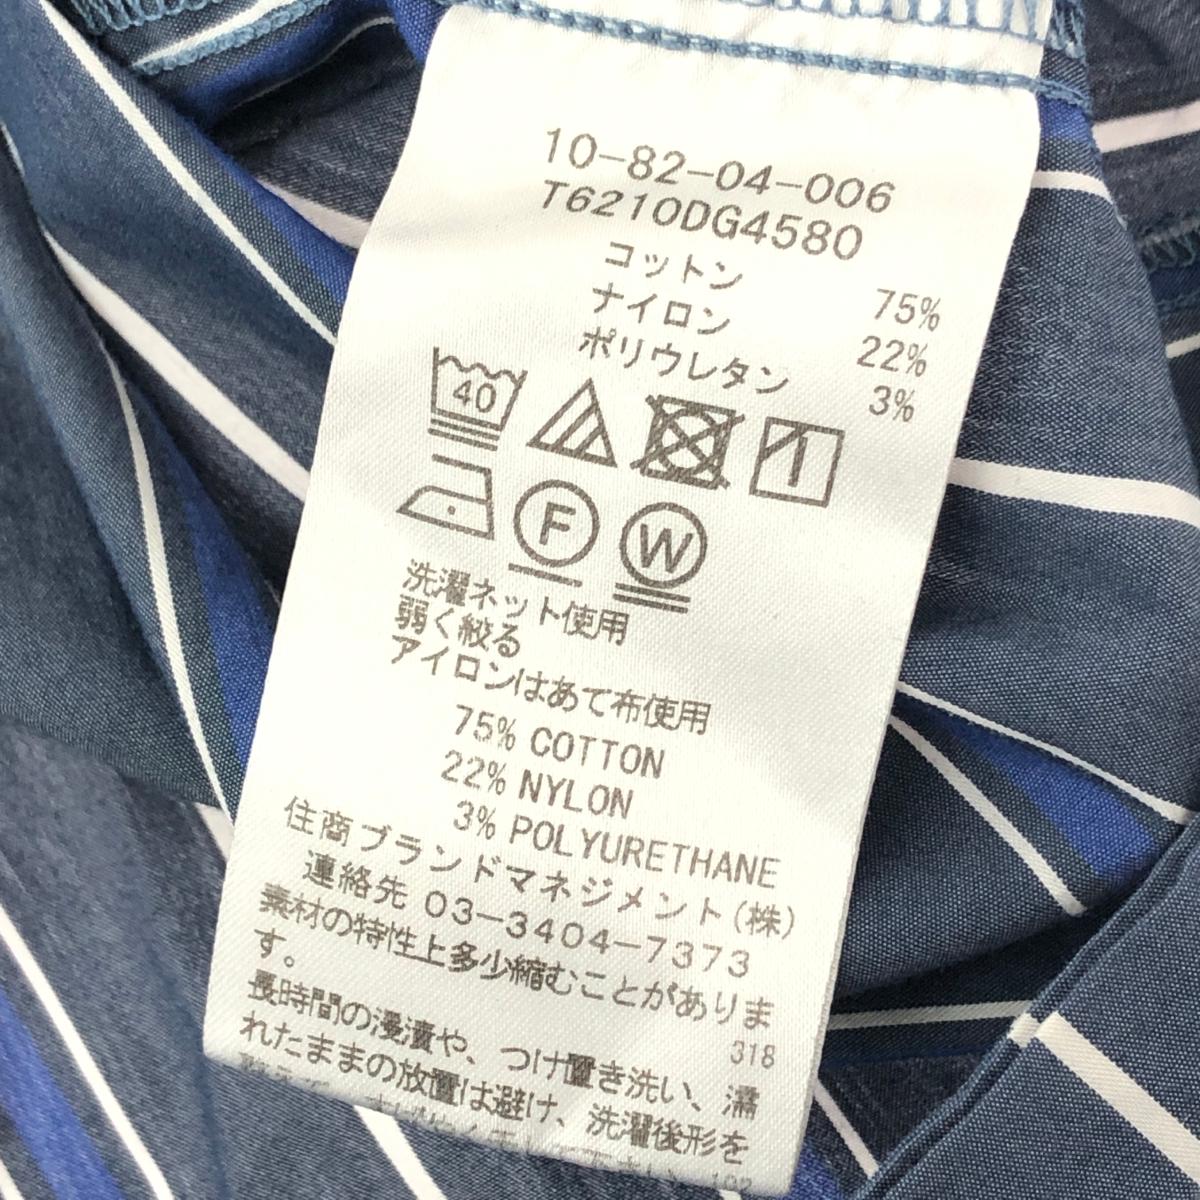 10-82-04-006
T6210DG4580
コットン 75%
ナイロン 22%
ポリウレタン 3%
40
F W
洗濯ネット使用
弱く絞る
アイロンはあて布使用
75% COTTON
22% NYLON
3% POLYURETHANE
住商ブランドマネジメント(株)
連絡先 03-3404-7373
素材の特性上多少縮むことがありま
す。
318
長時間の浸漬や、つけ置き洗い、濡
れたままの放置は避け、洗濯後形を